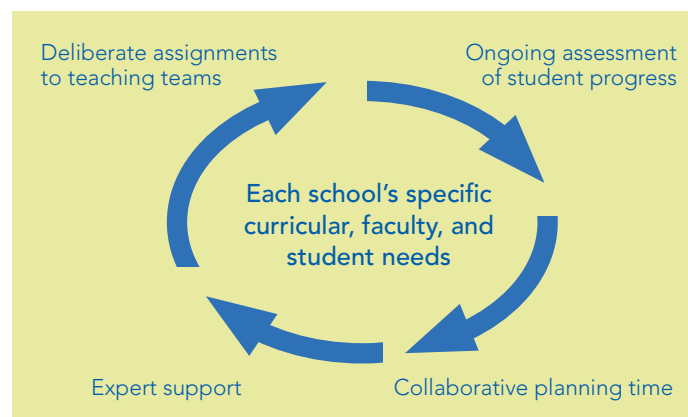 Deliberate assignments
to teaching teams
Ongoing assessment
of student progress
Each school’s specific
curricular, faculty, and
student needs
Expert support
Collaborative planning time